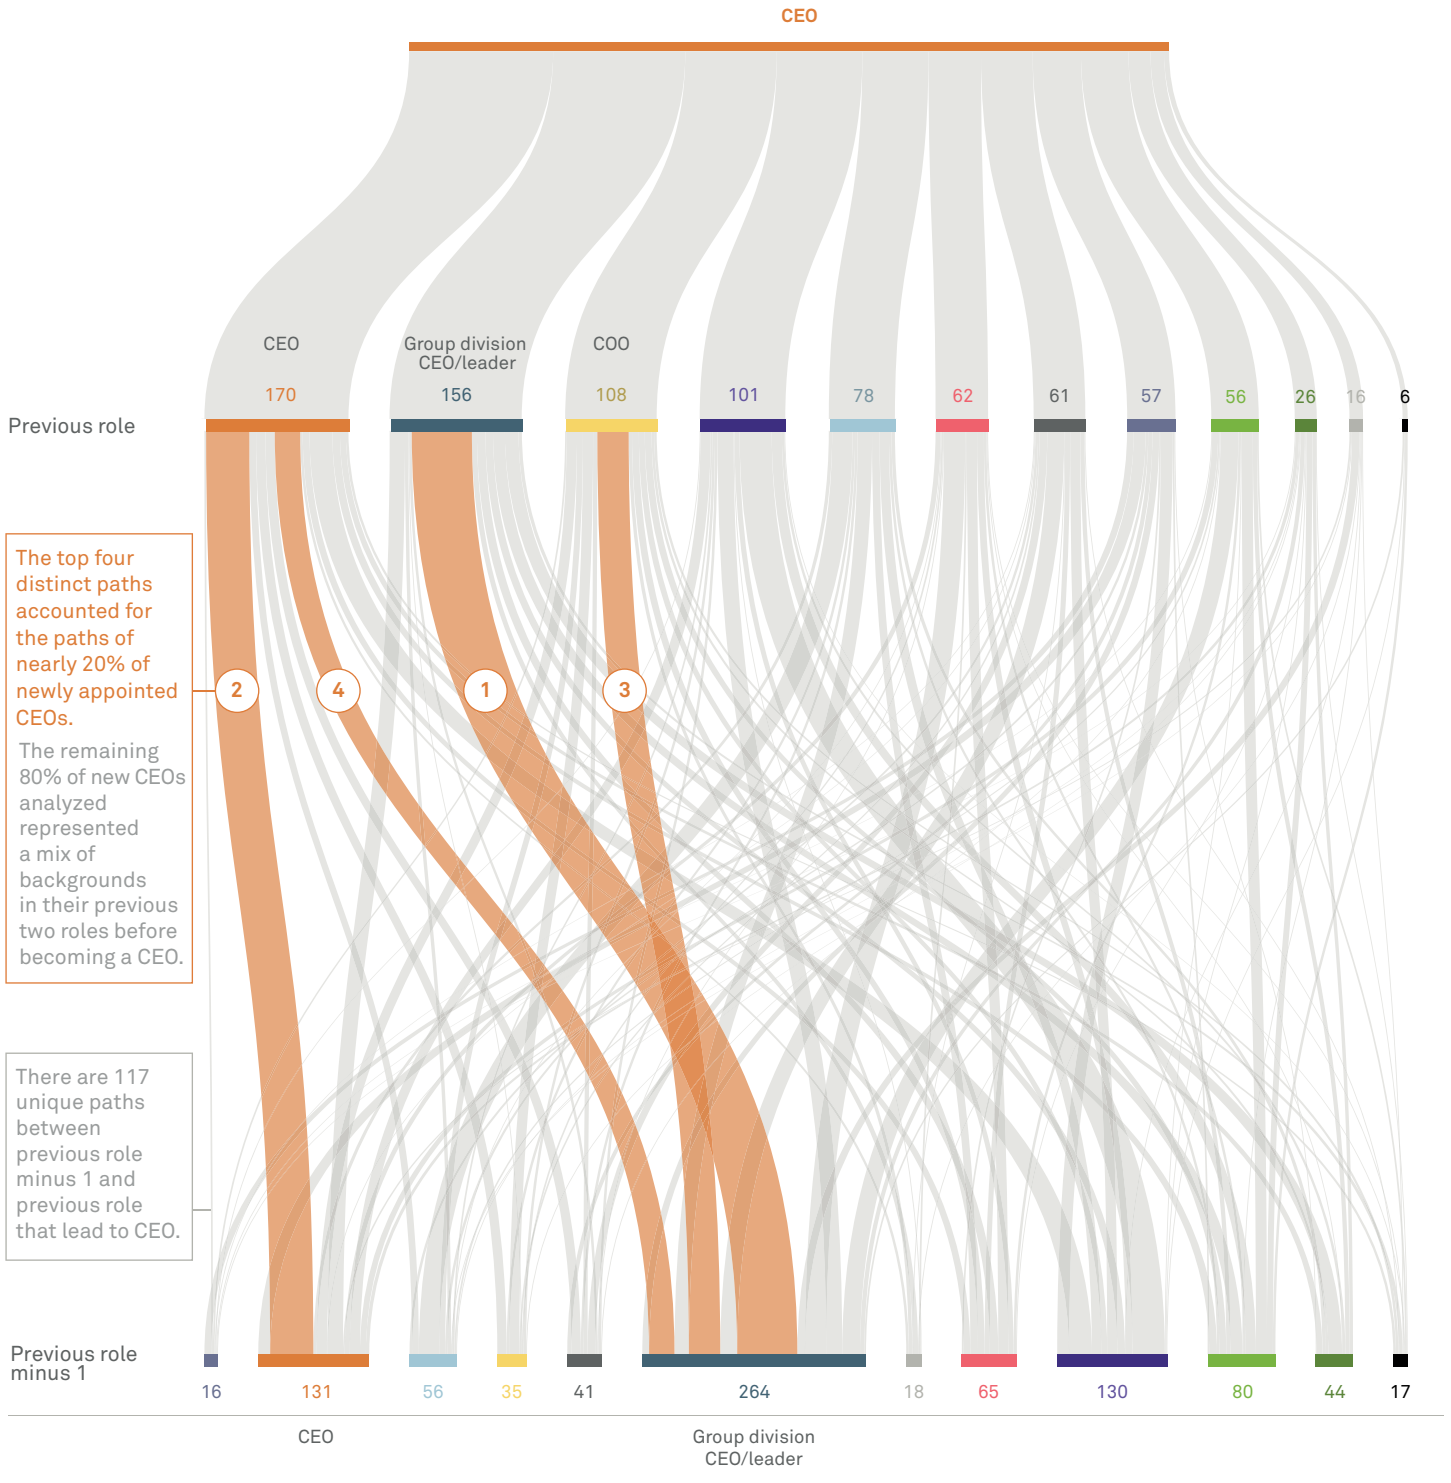 CEO
CEO
Group division
CEO/leader
COO
170
156
108
101
78
62
61
57
56
26
16
6
Previous role
The top four
distinct paths
accounted for
the paths of
nearly 20% of
newly appointed
CEOs.
The remaining
80% of new CEOs
analyzed
represented
a mix of
backgrounds
in their previous
two roles before
becoming a CEO.
2
4
1
3
There are 117
unique paths
between
previous role
minus 1 and
previous role
that lead to CEO.
Previous role
minus 1
16
131
56
35
41
264
18
65
130
80
44
17
CEO
Group division
CEO/leader